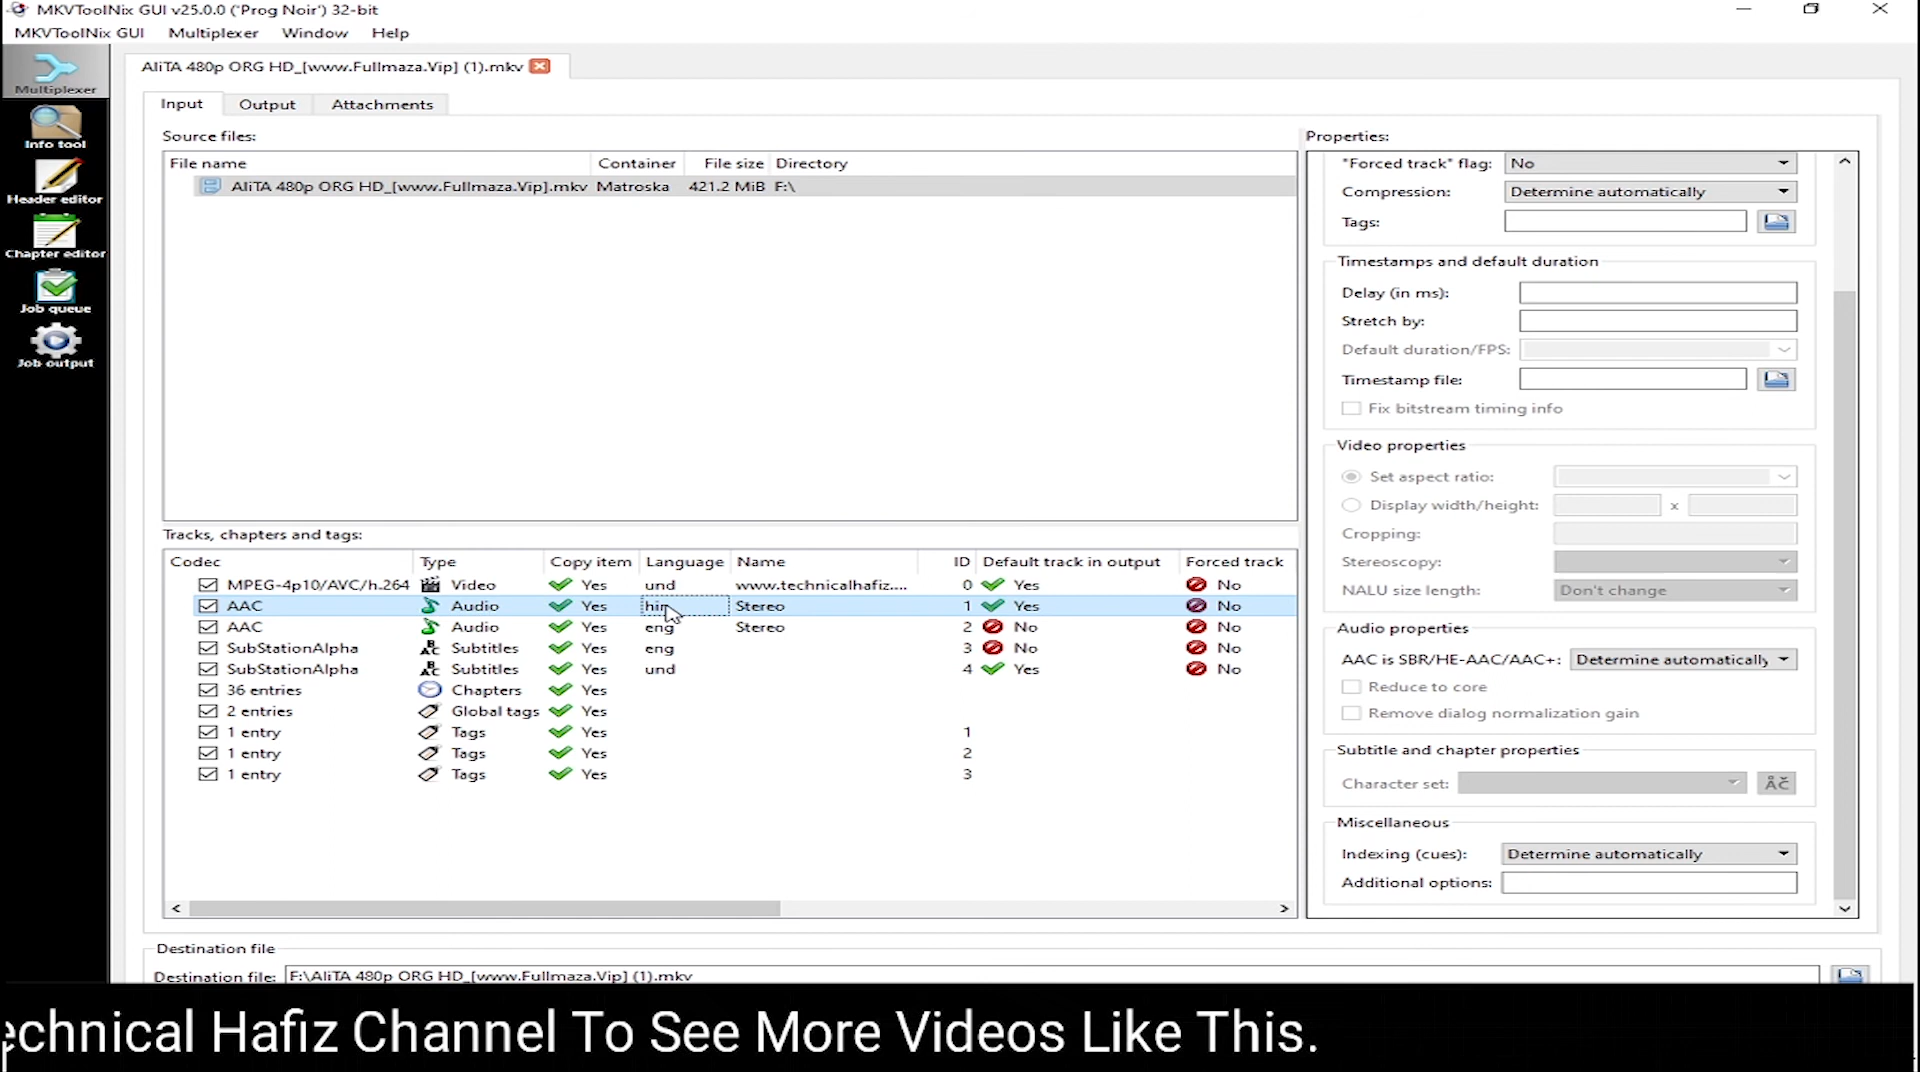 MKVToolNix GUI v25.0.0 ('Prog Noir') 32-bit
MKVToolNix GUI Multiplexer Window Help
Multiplexer
Info tool
Header editor
Chapter editor
Job queue
Job output
AliTA 480p ORG HD_[www.Fullmaza.Vip] (1).mkv
Input Output Attachments
Source files:
File name Container File size Directory
AliTA 480p ORG HD_[www.Fullmaza.Vip].mkv Matroska 421.2 MiB F:\
Tracks, chapters and tags:
Codec Type Copy item Language Name ID Default track in output Forced track
MPEG-4p10/AVC/h.264 Video Yes und www.technicalhafiz.... 0 Yes No
AAC Audio Yes hin Stereo 1 Yes No
AAC Audio Yes eng Stereo 2 No No
SubStationAlpha Subtitles Yes eng 3 No No
SubStationAlpha Subtitles Yes und 4 Yes No
36 entries Chapters Yes
2 entries Global tags Yes
1 entry Tags Yes 1
1 entry Tags Yes 2
1 entry Tags Yes 3
Properties:
"Forced track" flag: No
Compression: Determine automatically
Tags:
Timestamps and default duration
Delay (in ms):
Stretch by:
Default duration/FPS:
Timestamp file:
Fix bitstream timing info
Video properties
Set aspect ratio:
Display width/height: x
Cropping:
Stereoscopy:
NALU size length: Don't change
Audio properties
AAC is SBR/HE-AAC/AAC+: Determine automatically
Reduce to core
Remove dialog normalization gain
Subtitle and chapter properties
Character set: ÅČ
Miscellaneous
Indexing (cues): Determine automatically
Additional options:
Destination file
Destination file: F:\AliTA 480p ORG HD_[www.Fullmaza.Vip] (1).mkv
echnical Hafiz Channel To See More Videos Like This.